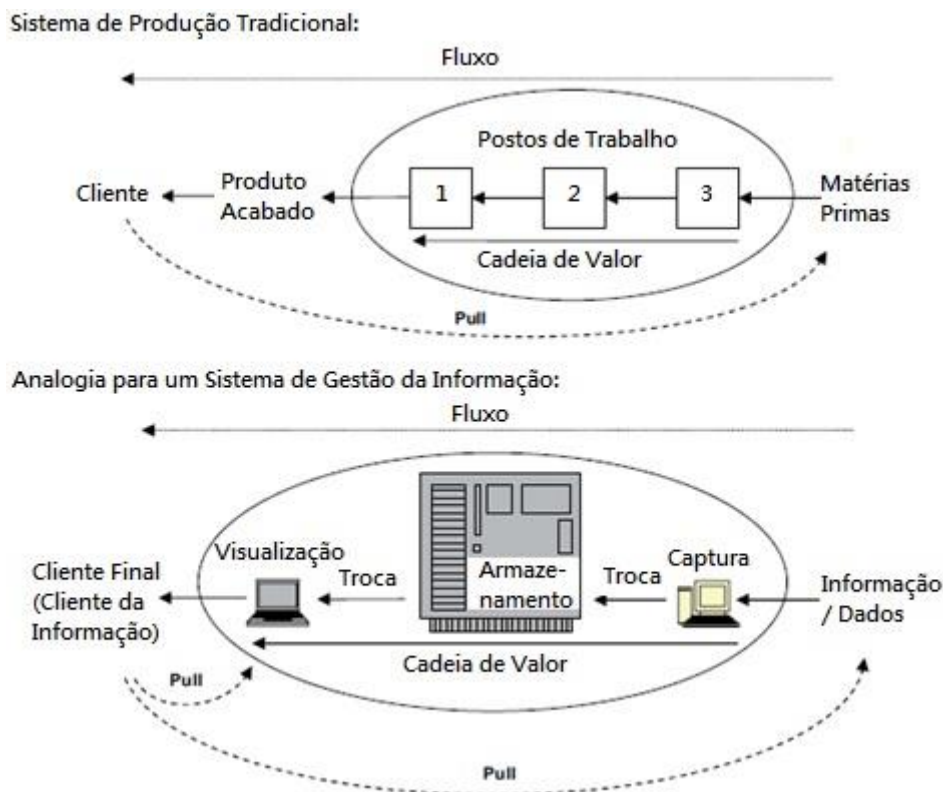 Sistema de Produção Tradicional:
Fluxo
Postos de Trabalho
Cliente
Produto
Acabado
1
2
3
Matérias
Primas
Cadeia de Valor
Pull
Analogia para um Sistema de Gestão da Informação:
Fluxo
Cliente Final
(Cliente da
Informação)
Visualização
Troca
Armaze-
namento
Troca
Captura
Informação
/ Dados
Cadeia de Valor
Pull
Pull